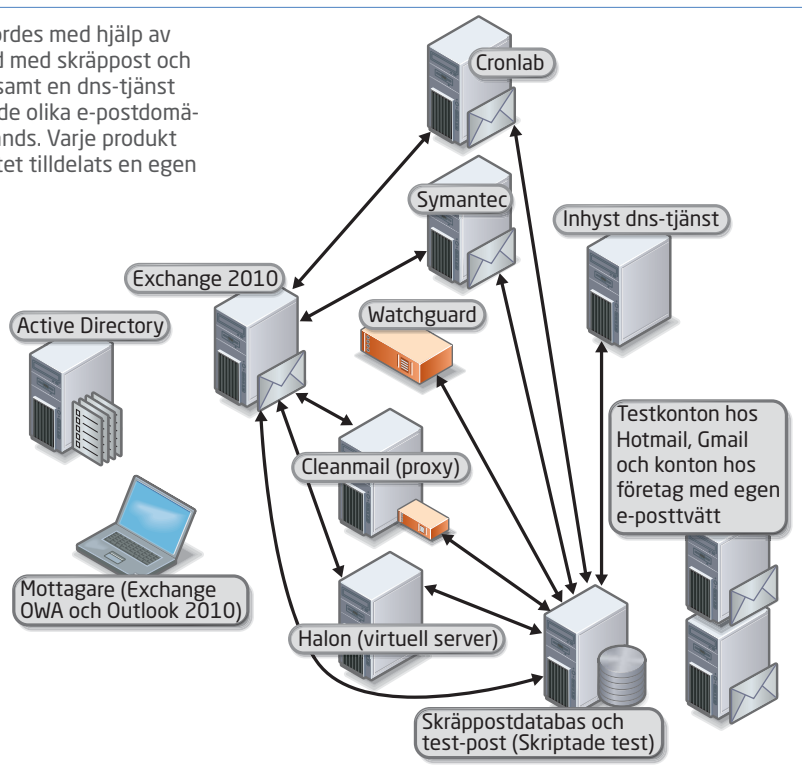 ordes med hjälp av
d med skräppost och
samt en dns-tjänst
de olika e-postdomä-
ands. Varje produkt
tet tilldelats en egen
Cronlab
Symantec
Inhyst dns-tjänst
Exchange 2010
Watchguard
Active Directory
Testkonton hos
Hotmail, Gmail
och konton hos
företag med egen
e-posttvätt
Cleanmail (proxy)
Mottagare (Exchange
OWA och Outlook 2010)
Halon (virtuell server)
Skräppostdatabas och
test-post (Skriptade test)